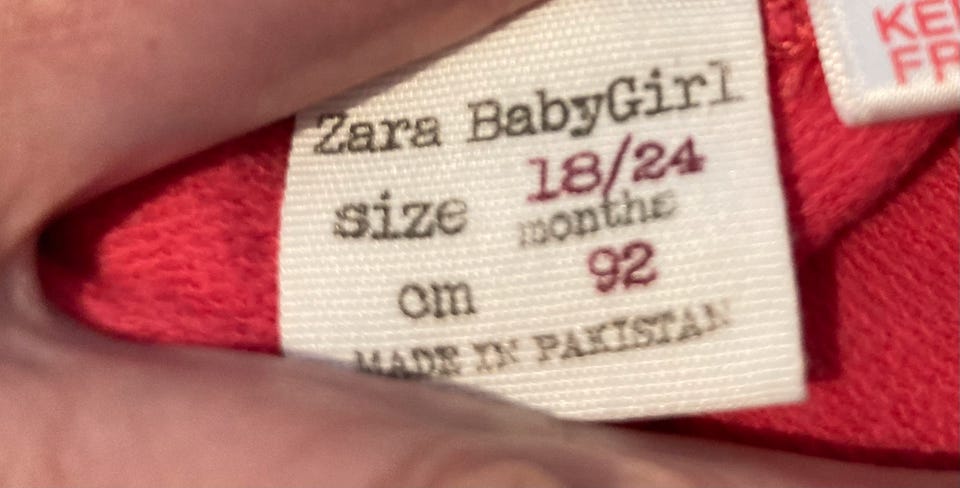 Zara BabyGirl
size 18/24
months
cm 92
MADE IN PAKISTAN